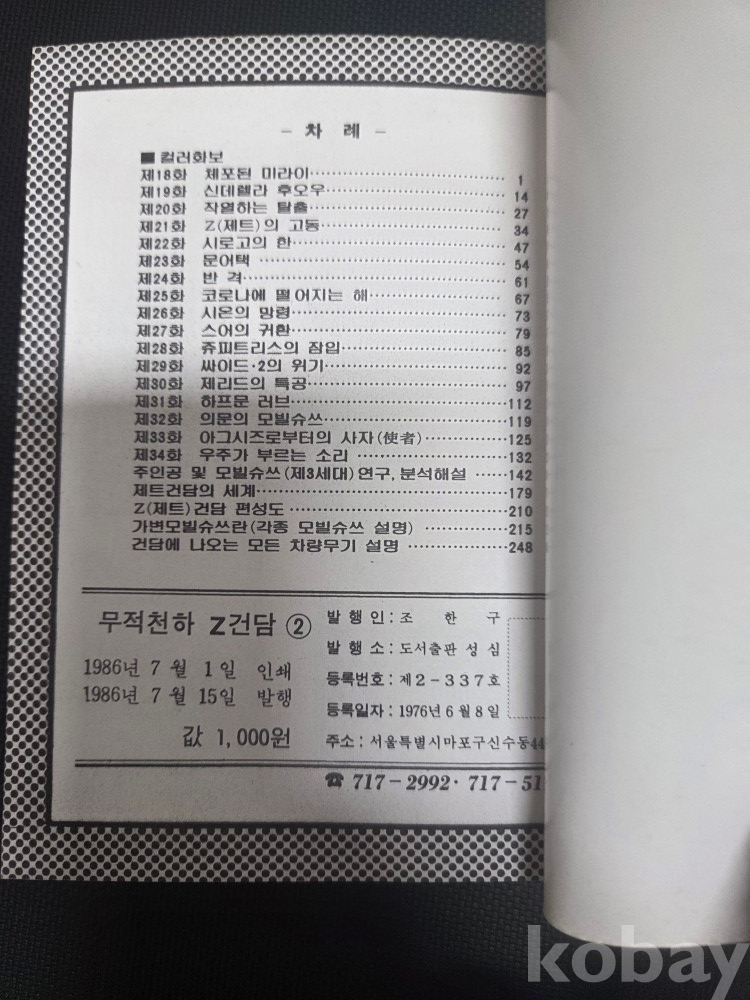 - 차 례 -
■ 컬러화보
제18화 체포된 미라이 1
제19화 신데렐라 후오우 14
제20화 작열하는 탈출 27
제21화 Z(제트)의 고동 34
제22화 시로고의 한 47
제23화 문어택 54
제24화 반 격 61
제25화 코로나에 떨어지는 해 67
제26화 시온의 망령 73
제27화 스어의 귀환 79
제28화 쥬피트리스의 잠입 85
제29화 싸이드·2의 위기 92
제30화 제리드의 특공 97
제31화 하프문 러브 112
제32화 의문의 모빌슈쓰 119
제33화 아그시즈로부터의 사자(使者) 125
제34화 우주가 부르는 소리 132
주인공 및 모빌슈쓰(제3세대)연구,분석해설 142
제트건담의 세계 179
Z(제트)건담 편성도 210
가변모빌슈쓰란(각종 모빌슈쓰 설명) 215
건담에 나오는 모든 차량무기 설명 248
무적천하 Z건담 ②
1986년 7월 1일 인쇄
1986년 7월 15일 발행
값 1,000원
발행인: 조 한 구
발행소: 도서출판 성심
등록번호: 제2-337호
등록일자: 1976년 6월 8일
주소: 서울특별시마포구신수동44
☎ 717-2992· 717-51
kobay